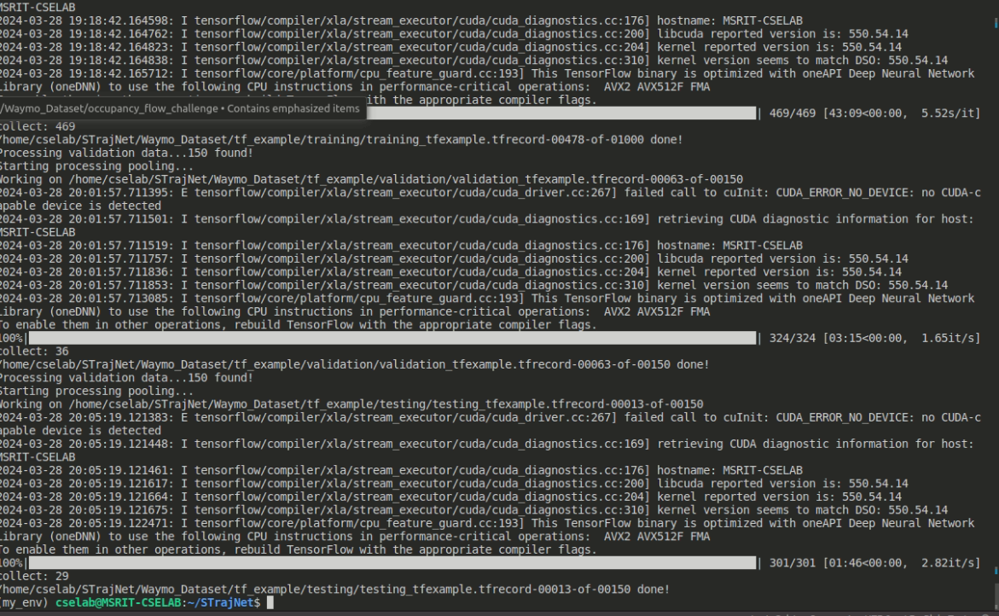 MSRIT-CSELAB
2024-03-28 19:18:42.164598: I tensorflow/compiler/xla/stream_executor/cuda/cuda_diagnostics.cc:176] hostname: MSRIT-CSELAB
2024-03-28 19:18:42.164762: I tensorflow/compiler/xla/stream_executor/cuda/cuda_diagnostics.cc:200] libcuda reported version is: 550.54.14
2024-03-28 19:18:42.164823: I tensorflow/compiler/xla/stream_executor/cuda/cuda_diagnostics.cc:204] kernel reported version is: 550.54.14
2024-03-28 19:18:42.164838: I tensorflow/compiler/xla/stream_executor/cuda/cuda_diagnostics.cc:310] kernel version seems to match DSO: 550.54.14
2024-03-28 19:18:42.165712: I tensorflow/core/platform/cpu_feature_guard.cc:193] This TensorFlow binary is optimized with oneAPI Deep Neural Network
Library (oneDNN) to use the following CPU instructions in performance-critical operations:  AVX2 AVX512F FMA
with the appropriate compiler flags.
/Waymo_Dataset/occupancy_flow_challenge • Contains emphasized items
| 469/469 [43:09<00:00,  5.52s/it]
collect: 469
/home/cselab/STrajNet/Waymo_Dataset/tf_example/training/training_tfexample.tfrecord-00478-of-01000 done!
Processing validation data...150 found!
Starting processing pooling...
Working on /home/cselab/STrajNet/Waymo_Dataset/tf_example/validation/validation_tfexample.tfrecord-00063-of-00150
2024-03-28 20:01:57.711395: E tensorflow/compiler/xla/stream_executor/cuda/cuda_driver.cc:267] failed call to cuInit: CUDA_ERROR_NO_DEVICE: no CUDA-c
apable device is detected
2024-03-28 20:01:57.711501: I tensorflow/compiler/xla/stream_executor/cuda/cuda_diagnostics.cc:169] retrieving CUDA diagnostic information for host:
MSRIT-CSELAB
2024-03-28 20:01:57.711519: I tensorflow/compiler/xla/stream_executor/cuda/cuda_diagnostics.cc:176] hostname: MSRIT-CSELAB
2024-03-28 20:01:57.711757: I tensorflow/compiler/xla/stream_executor/cuda/cuda_diagnostics.cc:200] libcuda reported version is: 550.54.14
2024-03-28 20:01:57.711836: I tensorflow/compiler/xla/stream_executor/cuda/cuda_diagnostics.cc:204] kernel reported version is: 550.54.14
2024-03-28 20:01:57.711853: I tensorflow/compiler/xla/stream_executor/cuda/cuda_diagnostics.cc:310] kernel version seems to match DSO: 550.54.14
2024-03-28 20:01:57.713085: I tensorflow/core/platform/cpu_feature_guard.cc:193] This TensorFlow binary is optimized with oneAPI Deep Neural Network
Library (oneDNN) to use the following CPU instructions in performance-critical operations:  AVX2 AVX512F FMA
To enable them in other operations, rebuild TensorFlow with the appropriate compiler flags.
100%| | 324/324 [03:15<00:00,  1.65it/s]
collect: 36
/home/cselab/STrajNet/Waymo_Dataset/tf_example/validation/validation_tfexample.tfrecord-00063-of-00150 done!
Processing validation data...150 found!
Starting processing pooling...
Working on /home/cselab/STrajNet/Waymo_Dataset/tf_example/testing/testing_tfexample.tfrecord-00013-of-00150
2024-03-28 20:05:19.121383: E tensorflow/compiler/xla/stream_executor/cuda/cuda_driver.cc:267] failed call to cuInit: CUDA_ERROR_NO_DEVICE: no CUDA-c
apable device is detected
2024-03-28 20:05:19.121448: I tensorflow/compiler/xla/stream_executor/cuda/cuda_diagnostics.cc:169] retrieving CUDA diagnostic information for host:
MSRIT-CSELAB
2024-03-28 20:05:19.121461: I tensorflow/compiler/xla/stream_executor/cuda/cuda_diagnostics.cc:176] hostname: MSRIT-CSELAB
2024-03-28 20:05:19.121617: I tensorflow/compiler/xla/stream_executor/cuda/cuda_diagnostics.cc:200] libcuda reported version is: 550.54.14
2024-03-28 20:05:19.121664: I tensorflow/compiler/xla/stream_executor/cuda/cuda_diagnostics.cc:204] kernel reported version is: 550.54.14
2024-03-28 20:05:19.121675: I tensorflow/compiler/xla/stream_executor/cuda/cuda_diagnostics.cc:310] kernel version seems to match DSO: 550.54.14
2024-03-28 20:05:19.122471: I tensorflow/core/platform/cpu_feature_guard.cc:193] This TensorFlow binary is optimized with oneAPI Deep Neural Network
Library (oneDNN) to use the following CPU instructions in performance-critical operations:  AVX2 AVX512F FMA
To enable them in other operations, rebuild TensorFlow with the appropriate compiler flags.
100%| | 301/301 [01:46<00:00,  2.82it/s]
collect: 29
/home/cselab/STrajNet/Waymo_Dataset/tf_example/testing/testing_tfexample.tfrecord-00013-of-00150 done!
(my_env) cselab@MSRIT-CSELAB:~/STrajNet$